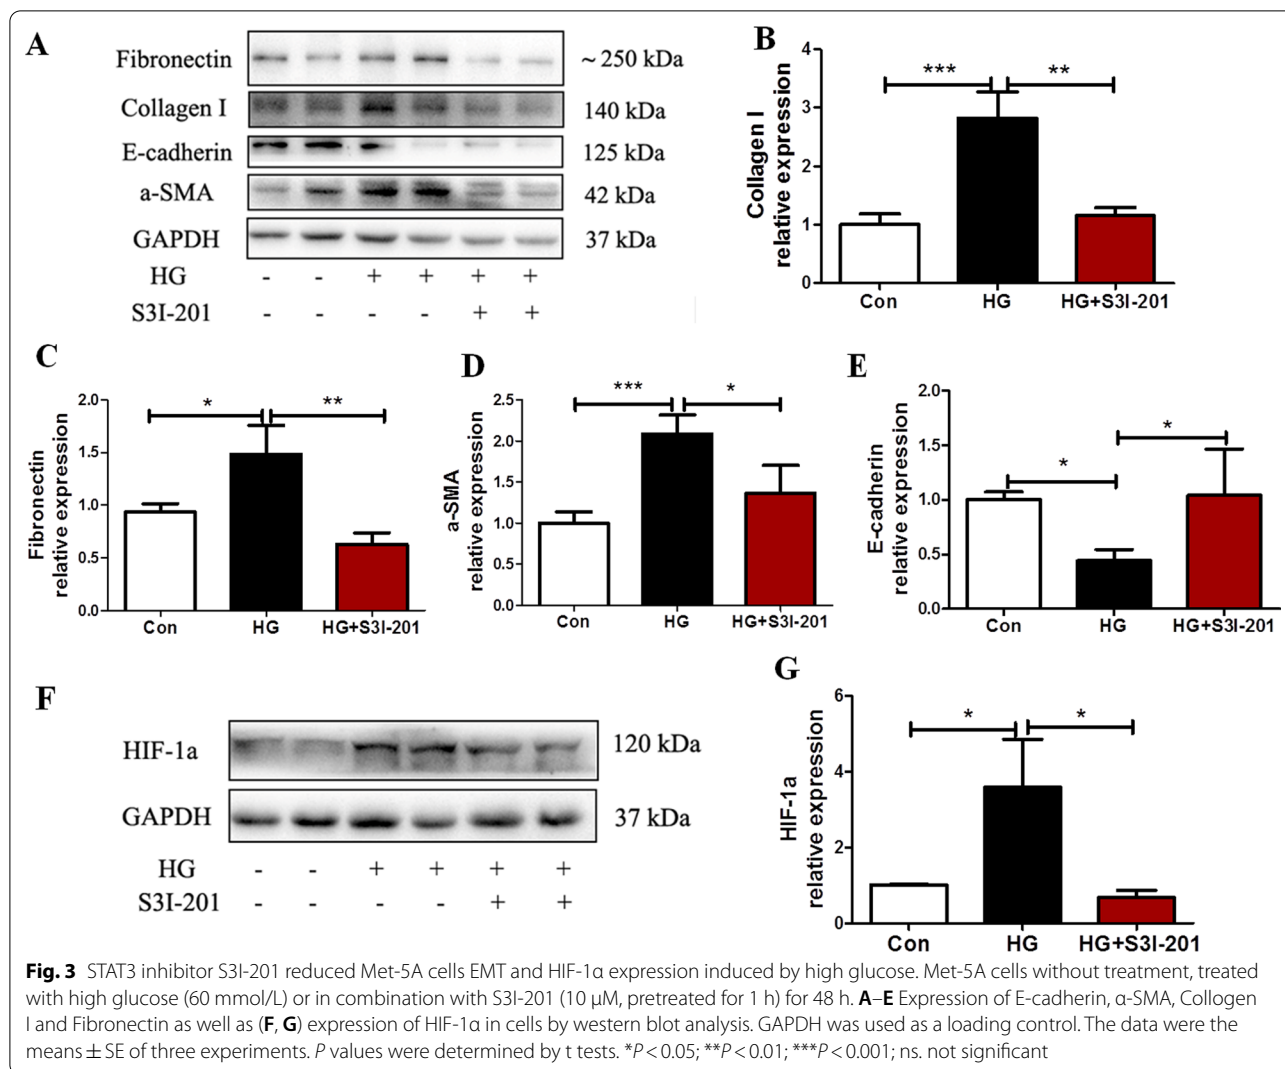 A
Fibronectin ~ 250 kDa
Collagen I 140 kDa
E-cadherin 125 kDa
a-SMA 42 kDa
GAPDH 37 kDa
HG - - + + + +
S3I-201 - - - - + +
B
Collagen I
relative expression
4
3
2
1
0
*** **
Con HG HG+S3I-201
C
Fibronectin
relative expression
2.0
1.5
1.0
0.5
0.0
* **
Con HG HG+S3I-201
D
a-SMA
relative expression
2.5
2.0
1.5
1.0
0.5
0.0
*** *
Con HG HG+S3I-201
E
E-cadherin
relative expression
2.0
1.5
1.0
0.5
0.0
* *
Con HG HG+S3I-201
F
HIF-1a 120 kDa
GAPDH 37 kDa
HG - - + + + +
S3I-201 - - - - + +
G
HIF-1a
relative expression
6
4
2
0
* *
Con HG HG+S3I-201
Fig. 3 STAT3 inhibitor S3I-201 reduced Met-5A cells EMT and HIF-1α expression induced by high glucose. Met-5A cells without treatment, treated
with high glucose (60 mmol/L) or in combination with S3I-201 (10 μM, pretreated for 1 h) for 48 h. A–E Expression of E-cadherin, α-SMA, Collogen
I and Fibronectin as well as (F, G) expression of HIF-1α in cells by western blot analysis. GAPDH was used as a loading control. The data were the
means ± SE of three experiments. P values were determined by t tests. *P < 0.05; **P < 0.01; ***P < 0.001; ns. not significant